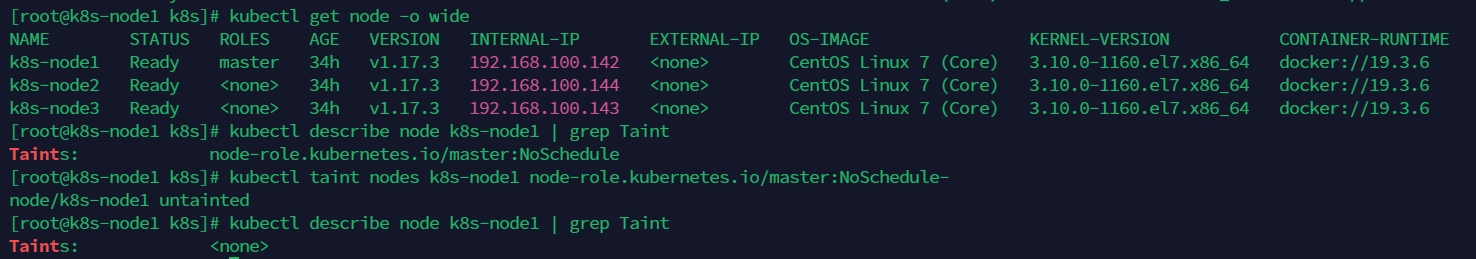 [root@k8s-node1 k8s]# kubectl get node -o wide
NAME STATUS ROLES AGE VERSION INTERNAL-IP EXTERNAL-IP OS-IMAGE KERNEL-VERSION CONTAINER-RUNTIME
k8s-node1 Ready master 34h v1.17.3 192.168.100.142 <none> CentOS Linux 7 (Core) 3.10.0-1160.el7.x86_64 docker://19.3.6
k8s-node2 Ready <none> 34h v1.17.3 192.168.100.144 <none> CentOS Linux 7 (Core) 3.10.0-1160.el7.x86_64 docker://19.3.6
k8s-node3 Ready <none> 34h v1.17.3 192.168.100.143 <none> CentOS Linux 7 (Core) 3.10.0-1160.el7.x86_64 docker://19.3.6
[root@k8s-node1 k8s]# kubectl describe node k8s-node1 | grep Taint
Taints: node-role.kubernetes.io/master:NoSchedule
[root@k8s-node1 k8s]# kubectl taint nodes k8s-node1 node-role.kubernetes.io/master:NoSchedule-
node/k8s-node1 untainted
[root@k8s-node1 k8s]# kubectl describe node k8s-node1 | grep Taint
Taints: <none>